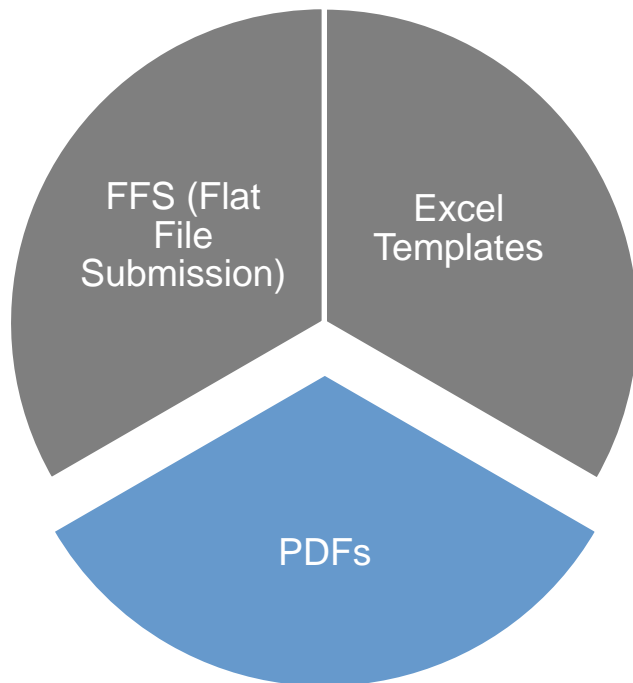 FFS (Flat
File
Submission)
Excel
Templates
PDFs